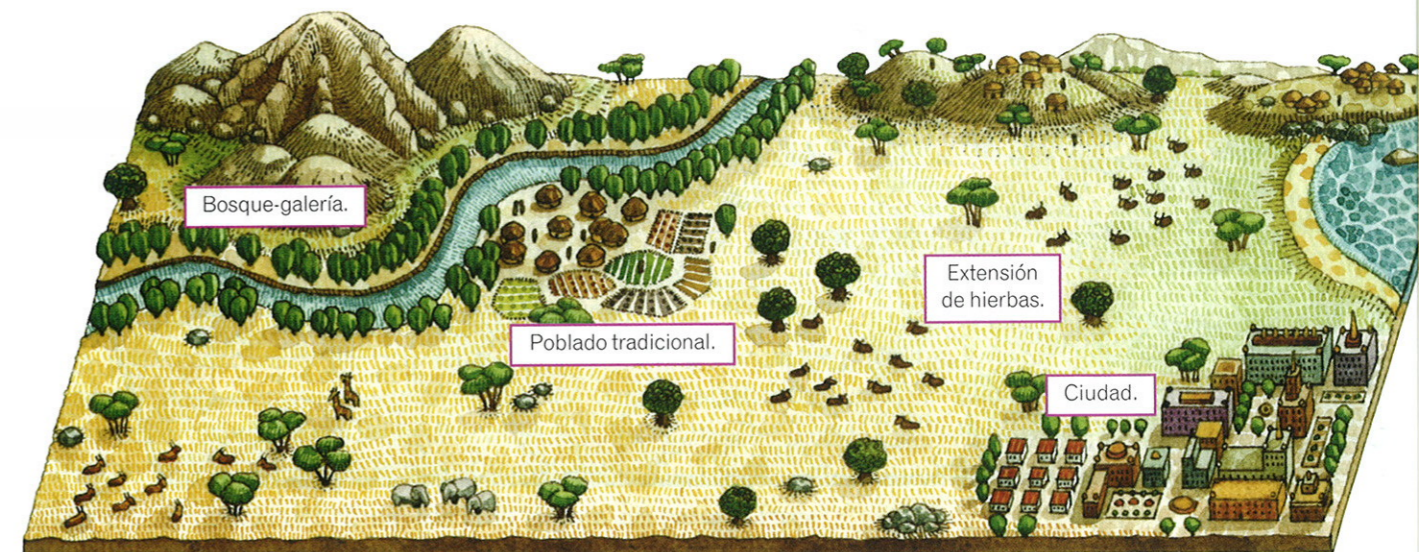 Bosque-galería.
Poblado tradicional.
Extensión
de hierbas.
Ciudad.